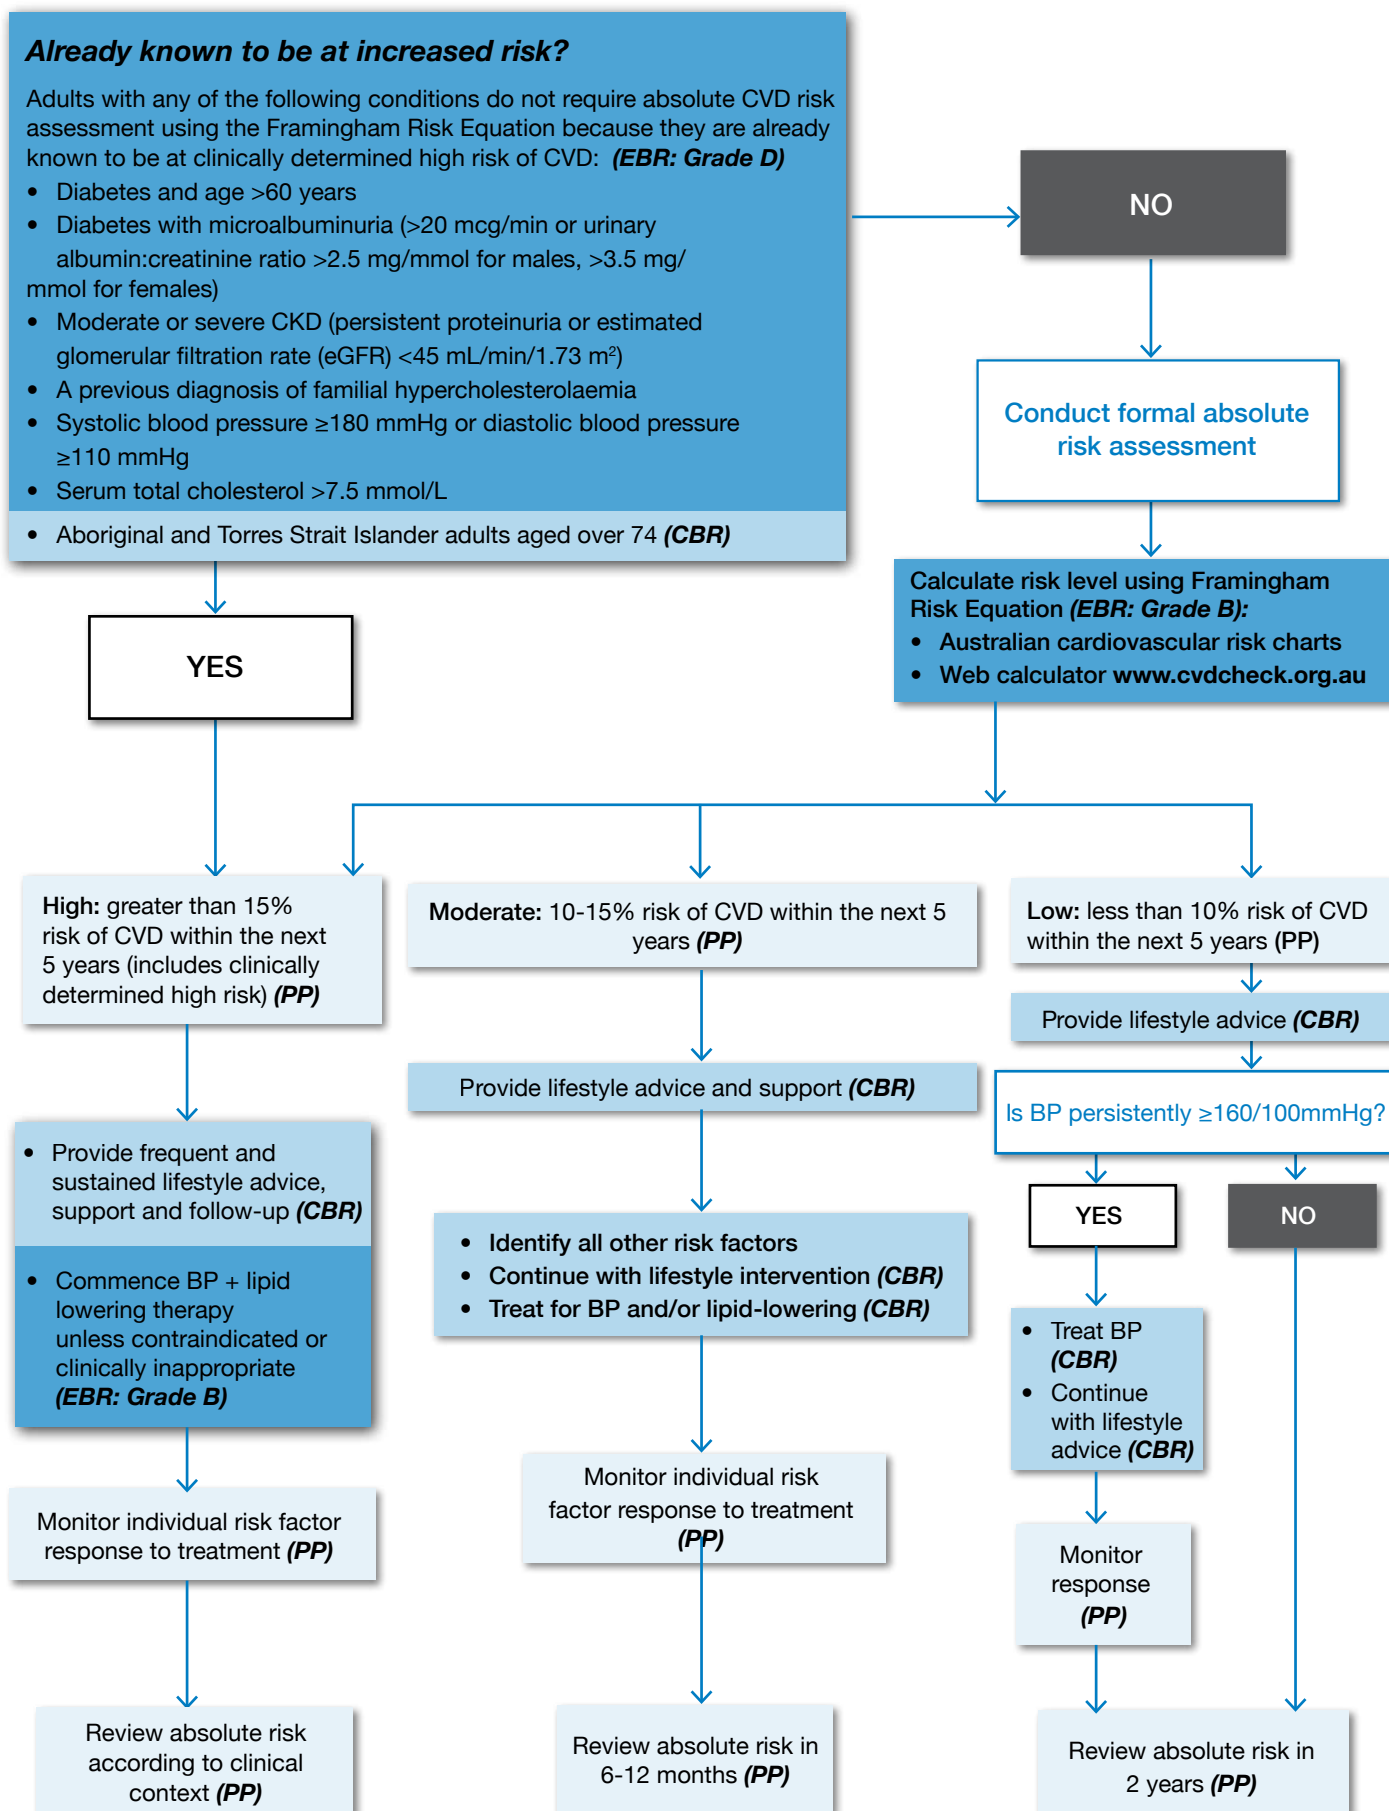 Already known to be at increased risk?
Adults with any of the following conditions do not require absolute CVD risk
assessment using the Framingham Risk Equation because they are already
known to be at clinically determined high risk of CVD: (EBR: Grade D)
• Diabetes and age >60 years
• Diabetes with microalbuminuria (>20 mcg/min or urinary
albumin:creatinine ratio >2.5 mg/mmol for males, >3.5 mg/
mmol for females)
• Moderate or severe CKD (persistent proteinuria or estimated
glomerular filtration rate (eGFR) <45 mL/min/1.73 m²)
• A previous diagnosis of familial hypercholesterolaemia
• Systolic blood pressure ≥180 mmHg or diastolic blood pressure
≥110 mmHg
• Serum total cholesterol >7.5 mmol/L
• Aboriginal and Torres Strait Islander adults aged over 74 (CBR)
NO
Conduct formal absolute
risk assessment
Calculate risk level using Framingham
Risk Equation (EBR: Grade B):
• Australian cardiovascular risk charts
• Web calculator www.cvdcheck.org.au
YES
High: greater than 15%
risk of CVD within the next
5 years (includes clinically
determined high risk) (PP)
• Provide frequent and
sustained lifestyle advice,
support and follow-up (CBR)
• Commence BP + lipid
lowering therapy
unless contraindicated or
clinically inappropriate
(EBR: Grade B)
Monitor individual risk factor
response to treatment (PP)
Review absolute risk
according to clinical
context (PP)
Moderate: 10-15% risk of CVD within the next 5
years (PP)
Provide lifestyle advice and support (CBR)
• Identify all other risk factors
• Continue with lifestyle intervention (CBR)
• Treat for BP and/or lipid-lowering (CBR)
Monitor individual risk
factor response to treatment
(PP)
Review absolute risk in
6-12 months (PP)
Low: less than 10% risk of CVD
within the next 5 years (PP)
Provide lifestyle advice (CBR)
Is BP persistently ≥160/100mmHg?
YES
NO
• Treat BP
(CBR)
• Continue
with lifestyle
advice (CBR)
Monitor
response
(PP)
Review absolute risk in
2 years (PP)